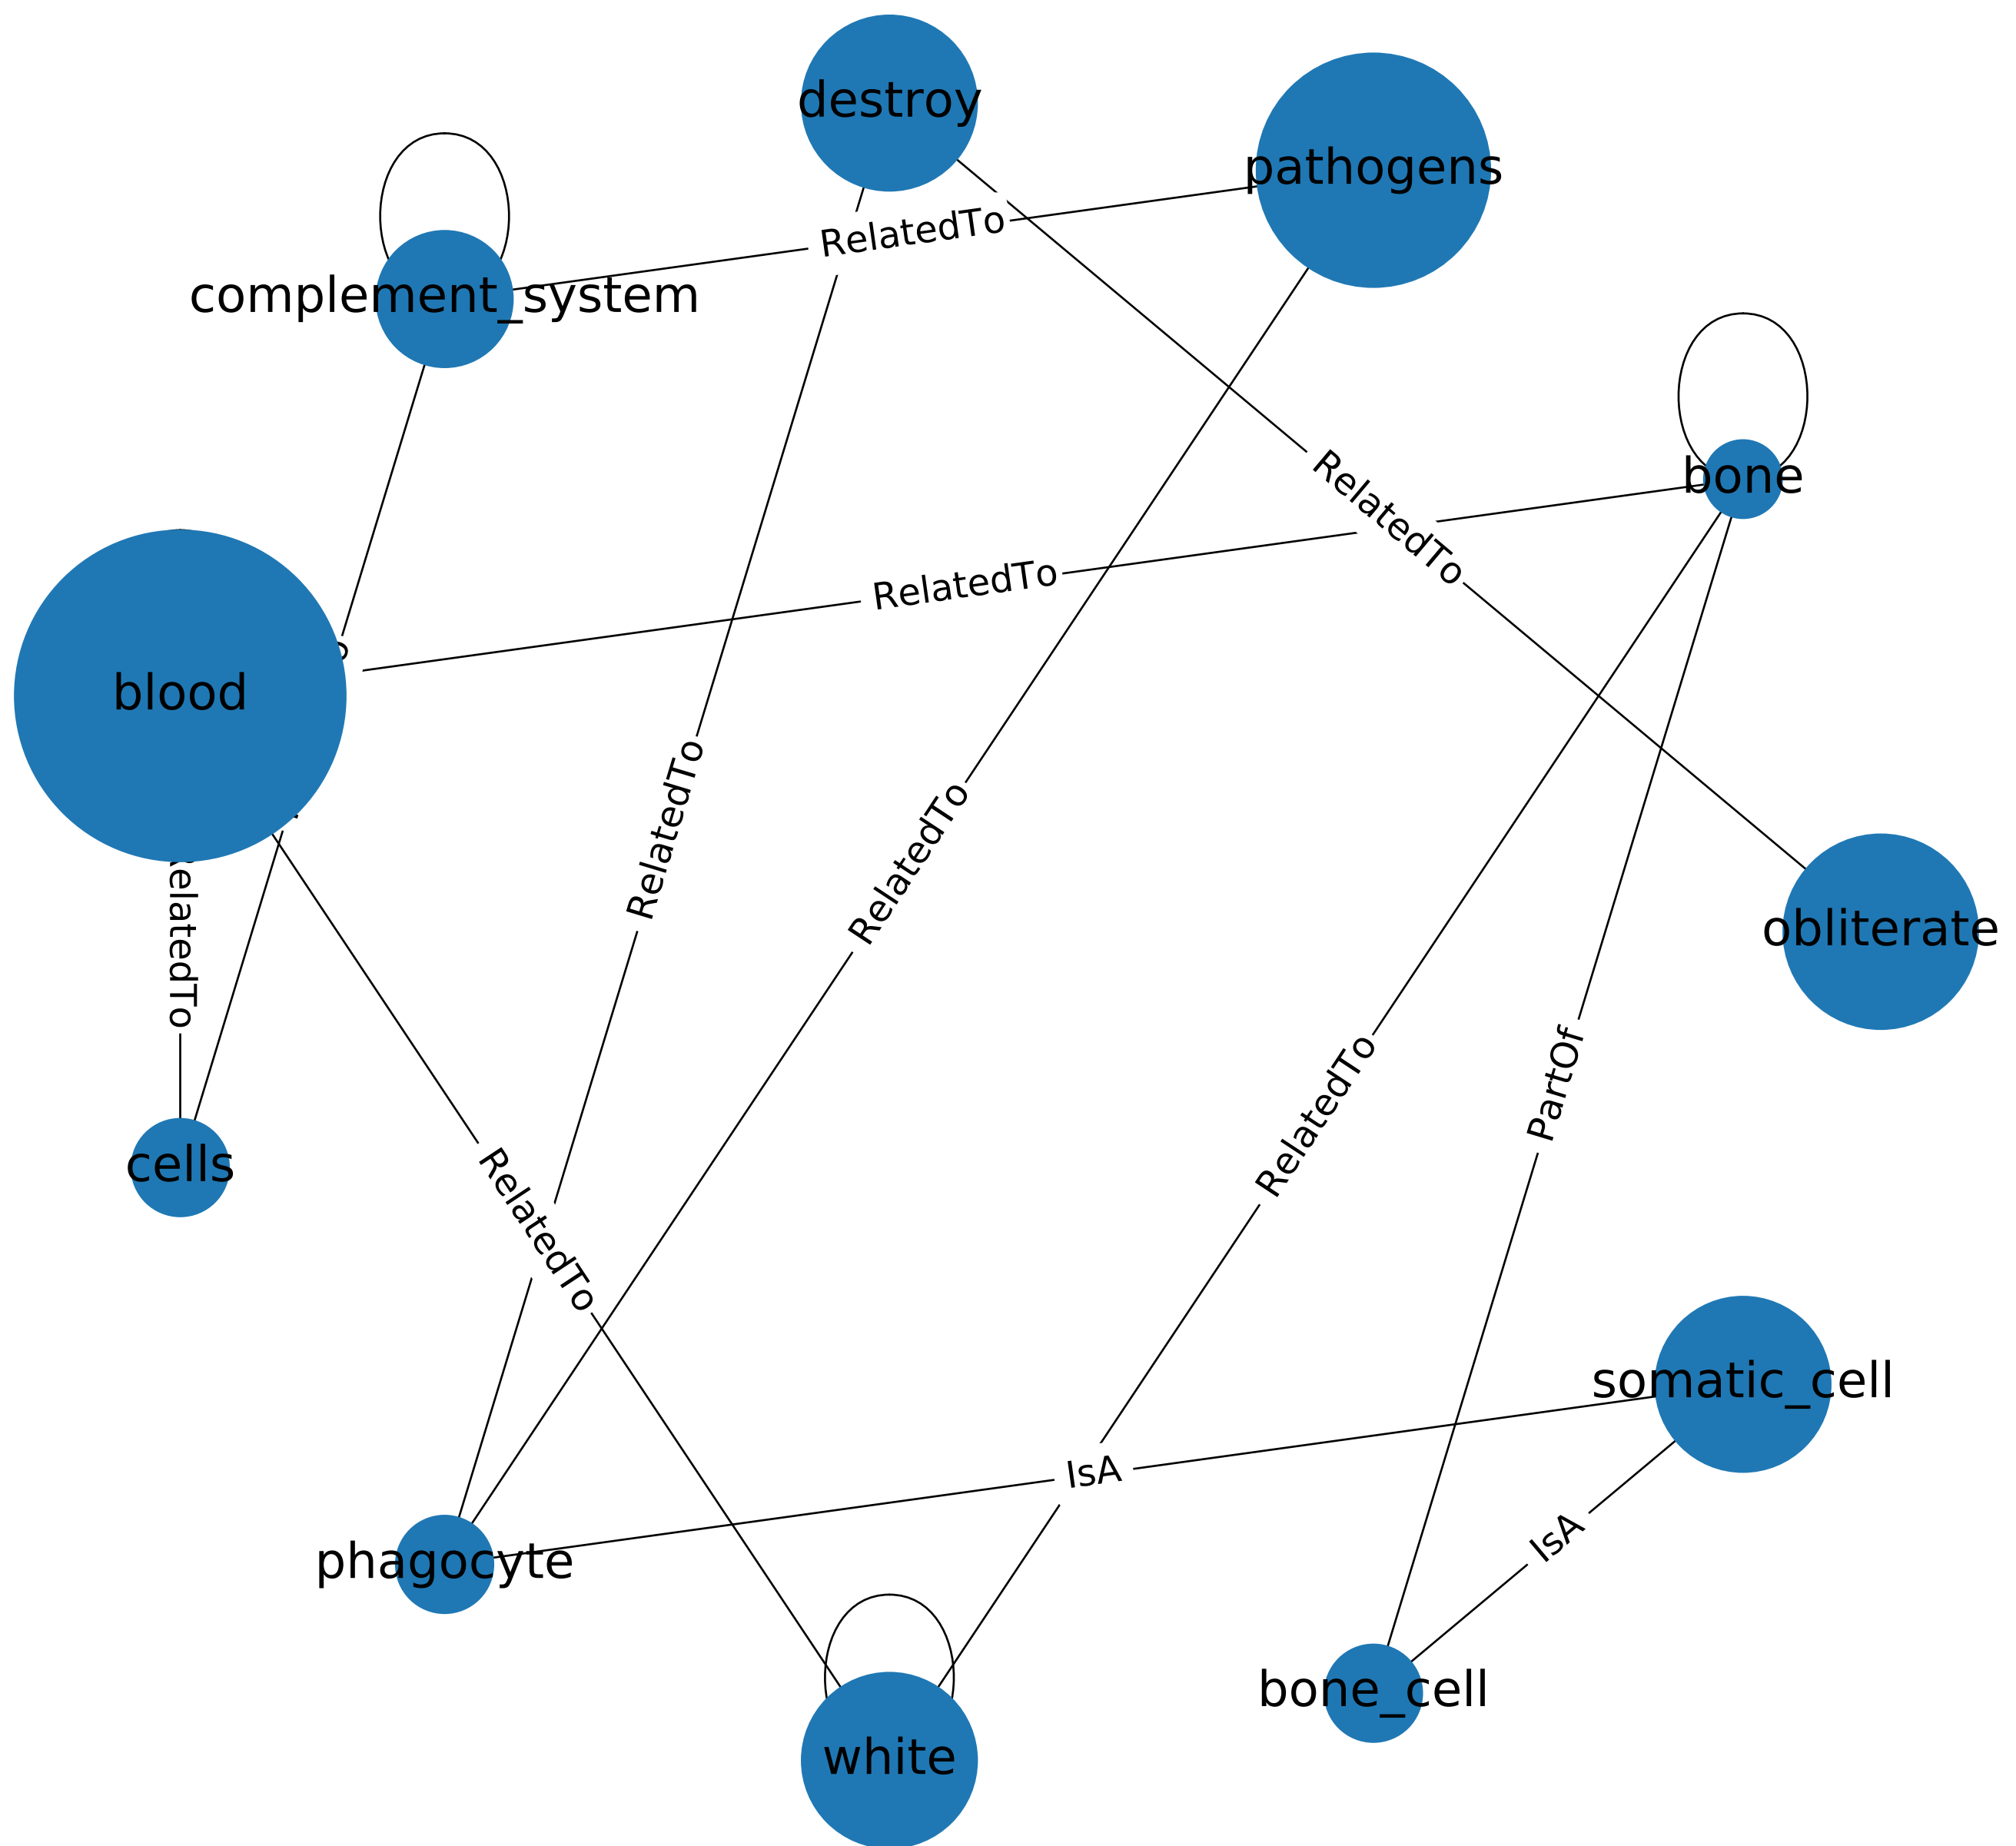 destroy
pathogens
RelatedTo
complement_system
bone
RelatedTo
RelatedTo
blood
RelatedTo
RelatedTo
obliterate
elatedTo
RelatedTo
PartOf
cells
RelatedTo
somatic_cell
IsA
IsA
phagocyte
bone_cell
white